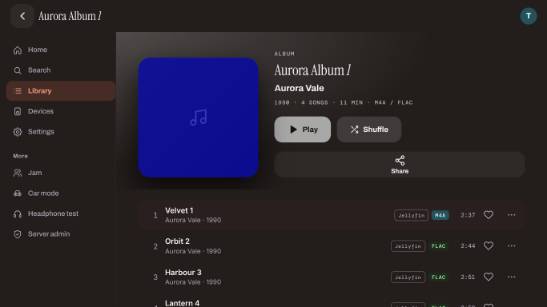 Aurora Album I
T
Home
Search
Library
Devices
Settings
More
Jam
Car mode
Headphone test
Server admin
ALBUM
Aurora Album I
Aurora Vale
1990 · 4 SONGS · 11 MIN · M4A / FLAC
Play
Shuffle
Share
1 Velvet 1 Jellyfin M4A 2:37
Aurora Vale · 1990
2 Orbit 2 Jellyfin FLAC 2:44
Aurora Vale · 1990
3 Harbour 3 Jellyfin FLAC 2:51
Aurora Vale · 1990
Lantern 4